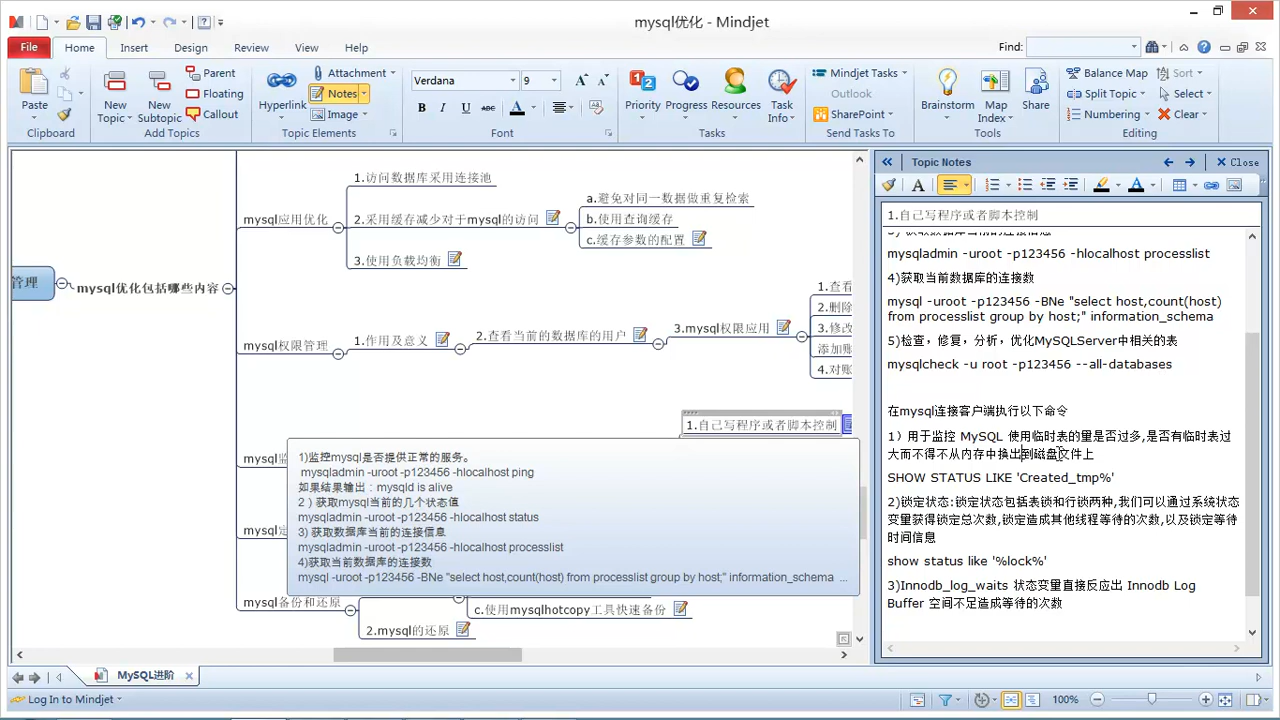 mysql优化 - Mindjet
File Home Insert Design Review View Help Find:
Paste
Clipboard
New Topic
New Subtopic
Parent
Floating
Callout
Add Topics
Hyperlink
Attachment
Notes
Image
Topic Elements
Verdana 9
B I U abc A
Font
Priority Progress Resources Task Info
Tasks
Mindjet Tasks
Outlook
SharePoint
Send Tasks To
Brainstorm Map Index Share
Tools
Balance Map
Split Topic
Numbering
Sort
Select
Clear
Editing
管理
mysql优化包括哪些内容
mysql应用优化
1.访问数据库采用连接池
2.采用缓存减少对于mysql的访问
a.避免对同一数据做重复检索
b.使用查询缓存
c.缓存参数的配置
3.使用负载均衡
mysql权限管理
1.作用及意义
2.查看当前的数据库的用户
3.mysql权限应用
1.查看
2.删除
3.修改
添加账
4.对账
1.自己写程序或者脚本控制
mysql监
mysql定
1)监控mysql是否提供正常的服务。
mysqladmin -uroot -p123456 -hlocalhost ping
如果结果输出：mysqld is alive
2）获取mysql当前的几个状态值
mysqladmin -uroot -p123456 -hlocalhost status
3) 获取数据库当前的连接信息
mysqladmin -uroot -p123456 -hlocalhost processlist
4)获取当前数据库的连接数
mysql -uroot -p123456 -BNe "select host,count(host) from processlist group by host;" information_schema ...
mysql备份和还原
c.使用mysqlhotcopy工具快速备份
2.mysql的还原
Topic Notes
Close
1.自己写程序或者脚本控制
3) 获取数据库当前的连接信息
mysqladmin -uroot -p123456 -hlocalhost processlist
4)获取当前数据库的连接数
mysql -uroot -p123456 -BNe "select host,count(host)
from processlist group by host;" information_schema
5)检查，修复，分析，优化MySQLServer中相关的表
mysqlcheck -u root -p123456 --all-databases
在mysql连接客户端执行以下命令
1）用于监控 MySQL 使用临时表的量是否过多,是否有临时表过
大而不得不从内存中换出到磁盘文件上
SHOW STATUS LIKE 'Created_tmp%'
2)锁定状态:锁定状态包括表锁和行锁两种,我们可以通过系统状态
变量获得锁定总次数,锁定造成其他线程等待的次数,以及锁定等待
时间信息
show status like '%lock%'
3)Innodb_log_waits 状态变量直接反应出 Innodb Log
Buffer 空间不足造成等待的次数
MySQL进阶
Log In to Mindjet
100%